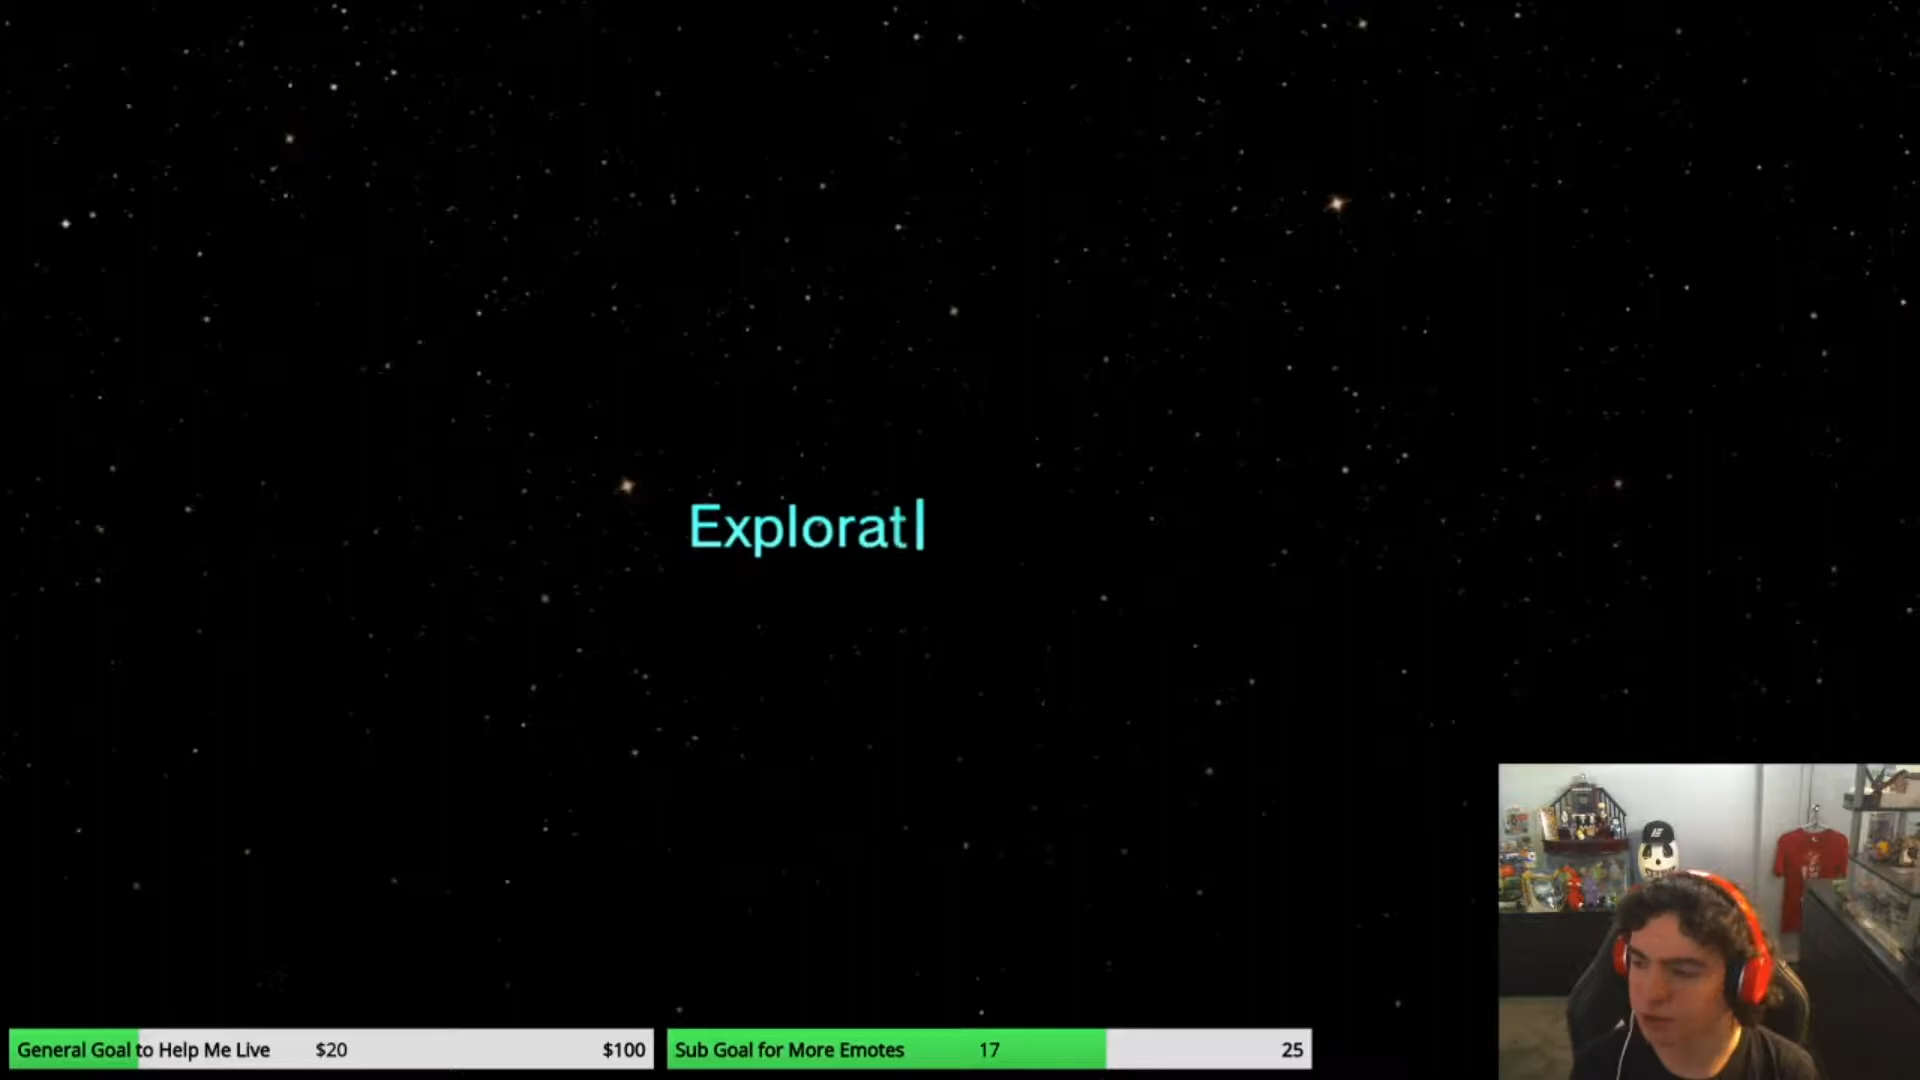 Explorat
General Goal to Help Me Live $20 $100
Sub Goal for More Emotes 17 25